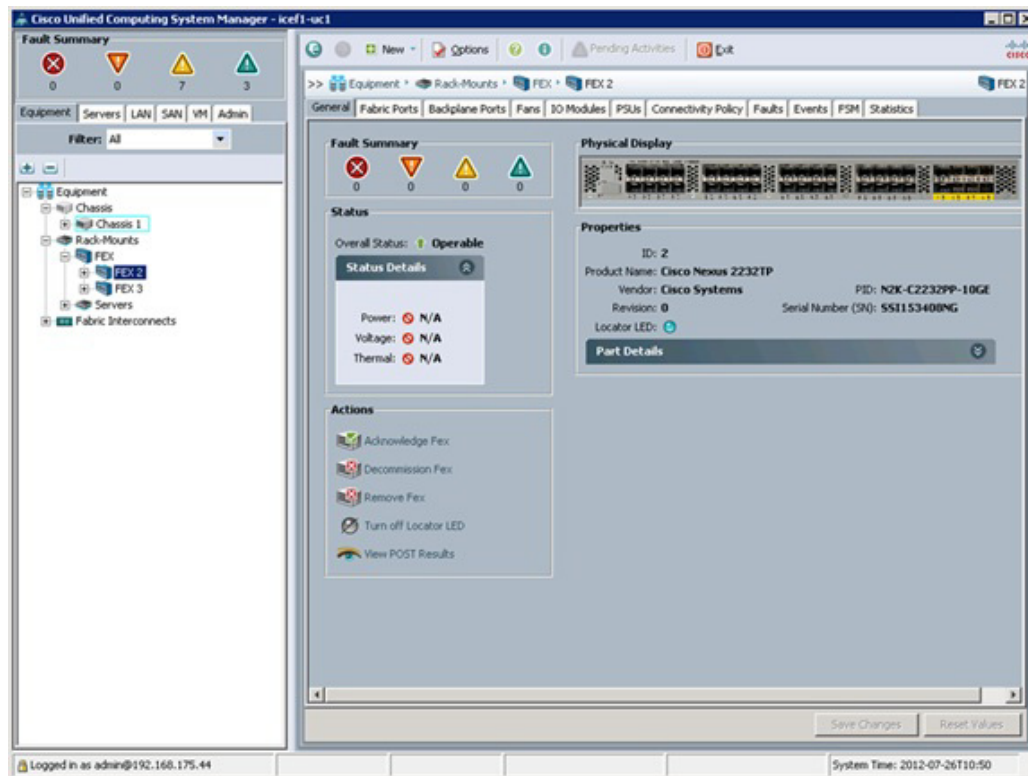 Cisco Unified Computing System Manager - icef1-uc1
Fault Summary
0 0 7 3
New Options Pending Activities Exit
CISCO
>> Equipment Rack-Mounts FEX FEX 2 FEX 2
Equipment Servers LAN SAN VM Admin
Filter: All
Equipment
Chassis
Chassis 1
Rack-Mounts
FEX
FEX 2
FEX 3
Servers
Fabric Interconnects
General Fabric Ports Backplane Ports Fans IO Modules PSUs Connectivity Policy Faults Events FSM Statistics
Fault Summary
0 0 0 0
Status
Overall Status: Operable
Status Details
Power: N/A
Voltage: N/A
Thermal: N/A
Actions
Acknowledge Fex
Decommission Fex
Remove Fex
Turn off Locator LED
View POST Results
Physical Display
Properties
ID: 2
Product Name: Cisco Nexus 2232TP
Vendor: Cisco Systems PID: N2K-C2232PP-10GE
Revision: 0 Serial Number (SN): SSI153408NG
Locator LED:
Part Details
Save Changes Reset Values
Logged in as admin@192.168.175.44 System Time: 2012-07-26T10:50